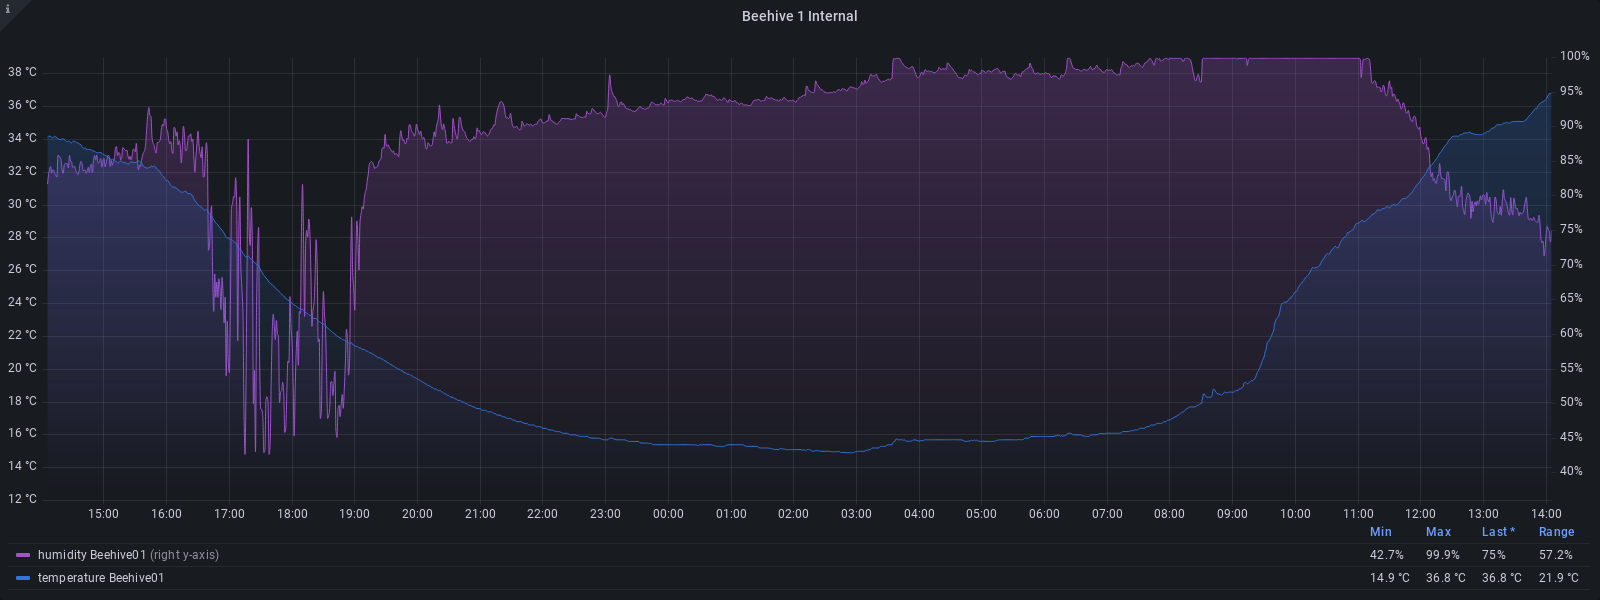 i
Beehive 1 Internal
38 °C
36 °C
34 °C
32 °C
30 °C
28 °C
26 °C
24 °C
22 °C
20 °C
18 °C
16 °C
14 °C
12 °C
100%
95%
90%
85%
80%
75%
70%
65%
60%
55%
50%
45%
40%
15:00 16:00 17:00 18:00 19:00 20:00 21:00 22:00 23:00 00:00 01:00 02:00 03:00 04:00 05:00 06:00 07:00 08:00 09:00 10:00 11:00 12:00 13:00 14:00
Min Max Last * Range
humidity Beehive01 (right y-axis) 42.7% 99.9% 75% 57.2%
temperature Beehive01 14.9 °C 36.8 °C 36.8 °C 21.9 °C